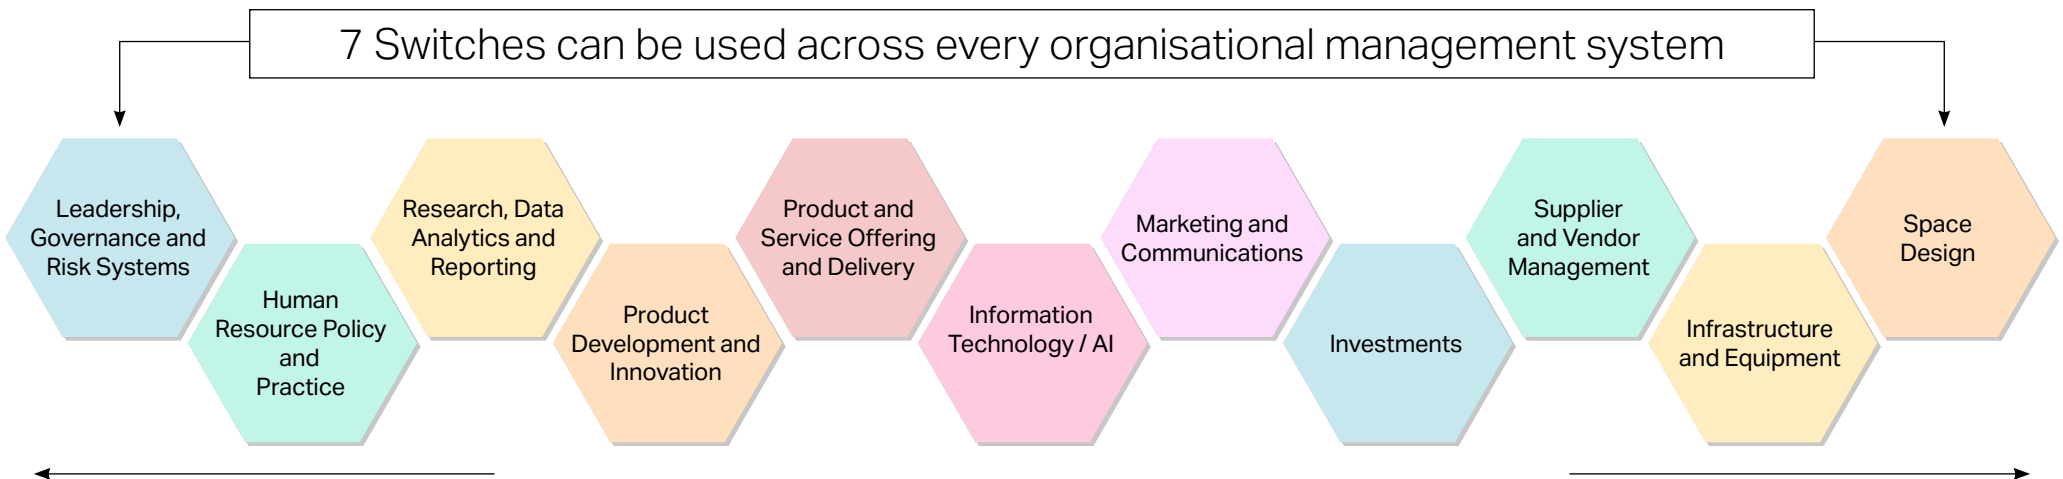 7 Switches can be used across every organisational management system
Leadership,
Governance and
Risk Systems
Human
Resource Policy
and
Practice
Research, Data
Analytics and
Reporting
Product
Development and
Innovation
Product and
Service Offering
and Delivery
Information
Technology / AI
Marketing and
Communications
Investments
Supplier
and Vendor
Management
Infrastructure
and Equipment
Space
Design